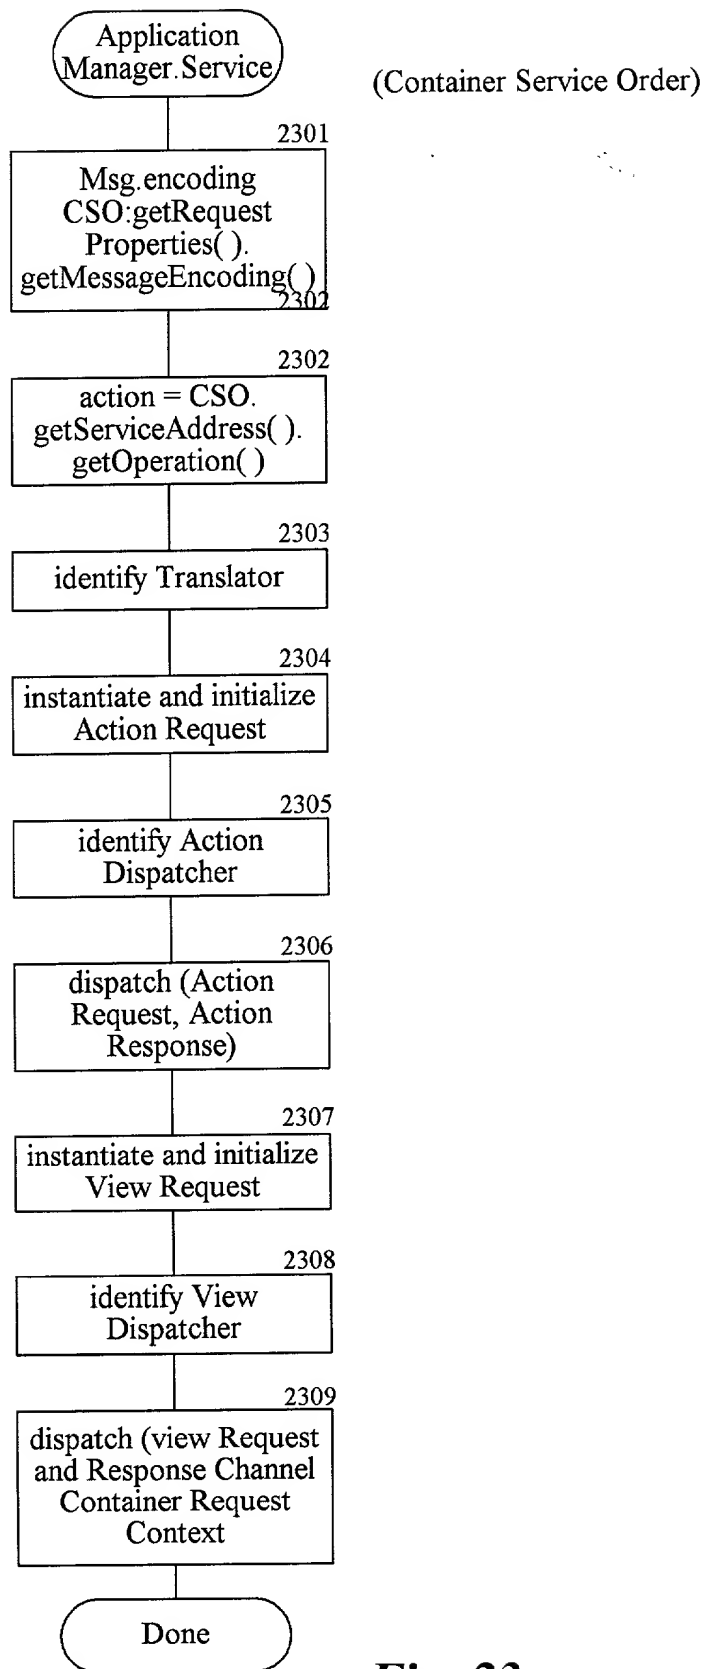 Application
Manager.Service
(Container Service Order)
2301
Msg.encoding
CSO:getRequest
Properties( ).
getMessageEncoding( )
2302
2302
action = CSO.
getServiceAddress( ).
getOperation( )
2303
identify Translator
2304
instantiate and initialize
Action Request
2305
identify Action
Dispatcher
2306
dispatch (Action
Request, Action
Response)
2307
instantiate and initialize
View Request
2308
identify View
Dispatcher
2309
dispatch (view Request
and Response Channel
Container Request
Context
Done
Fig. 23